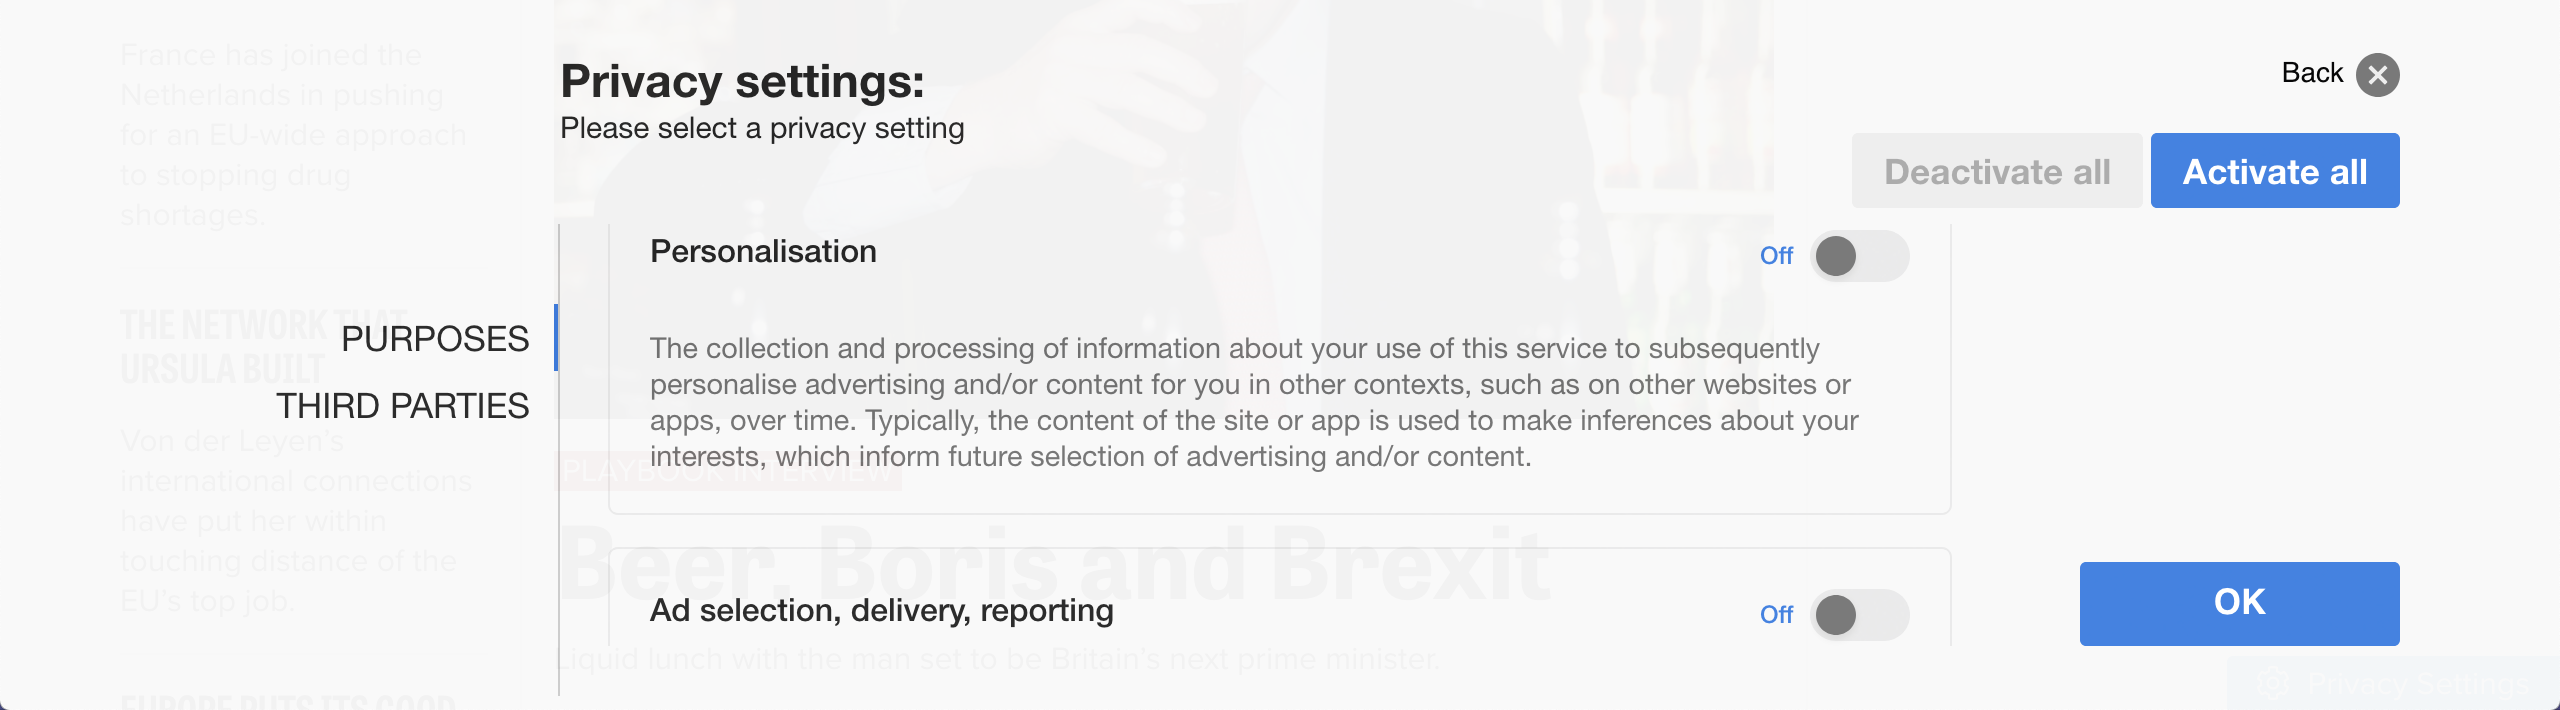 France has joined the
Netherlands in pushing
for an EU-wide approach
to stopping drug
shortages.
THE NETWORK THAT
URSULA BUILT
Von der Leyen's
international connections
have put her within
touching distance of the
EU's top job.
EUROPE PUTS ITS GOOD
Privacy settings:
Please select a privacy setting
Back
Deactivate all
Activate all
PURPOSES
THIRD PARTIES
Personalisation
Off
The collection and processing of information about your use of this service to subsequently
personalise advertising and/or content for you in other contexts, such as on other websites or
apps, over time. Typically, the content of the site or app is used to make inferences about your
interests, which inform future selection of advertising and/or content.
PLAYBOOK INTERVIEW
Beer, Boris and Brexit
Ad selection, delivery, reporting
Off
OK
Liquid lunch with the man set to be Britain's next prime minister.
Privacy Settings